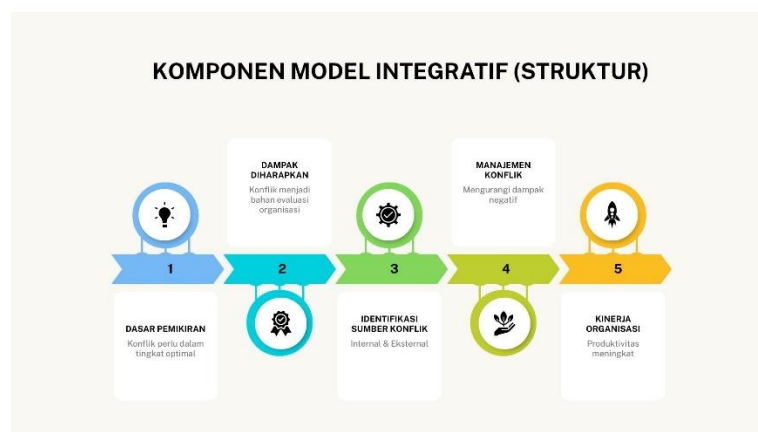 KOMPONEN MODEL INTEGRATIF (STRUKTUR)
1
DASAR PEMIKIRAN
Konflik perlu dalam
tingkat optimal
DAMPAK
DIHARAPKAN
Konflik menjadi
bahan evaluasi
organisasi
2
3
IDENTIFIKASI
SUMBER KONFLIK
Internal & Eksternal
MANAJEMEN
KONFLIK
Mengurangi dampak
negatif
4
5
KINERJA
ORGANISASI
Produktivitas
meningkat